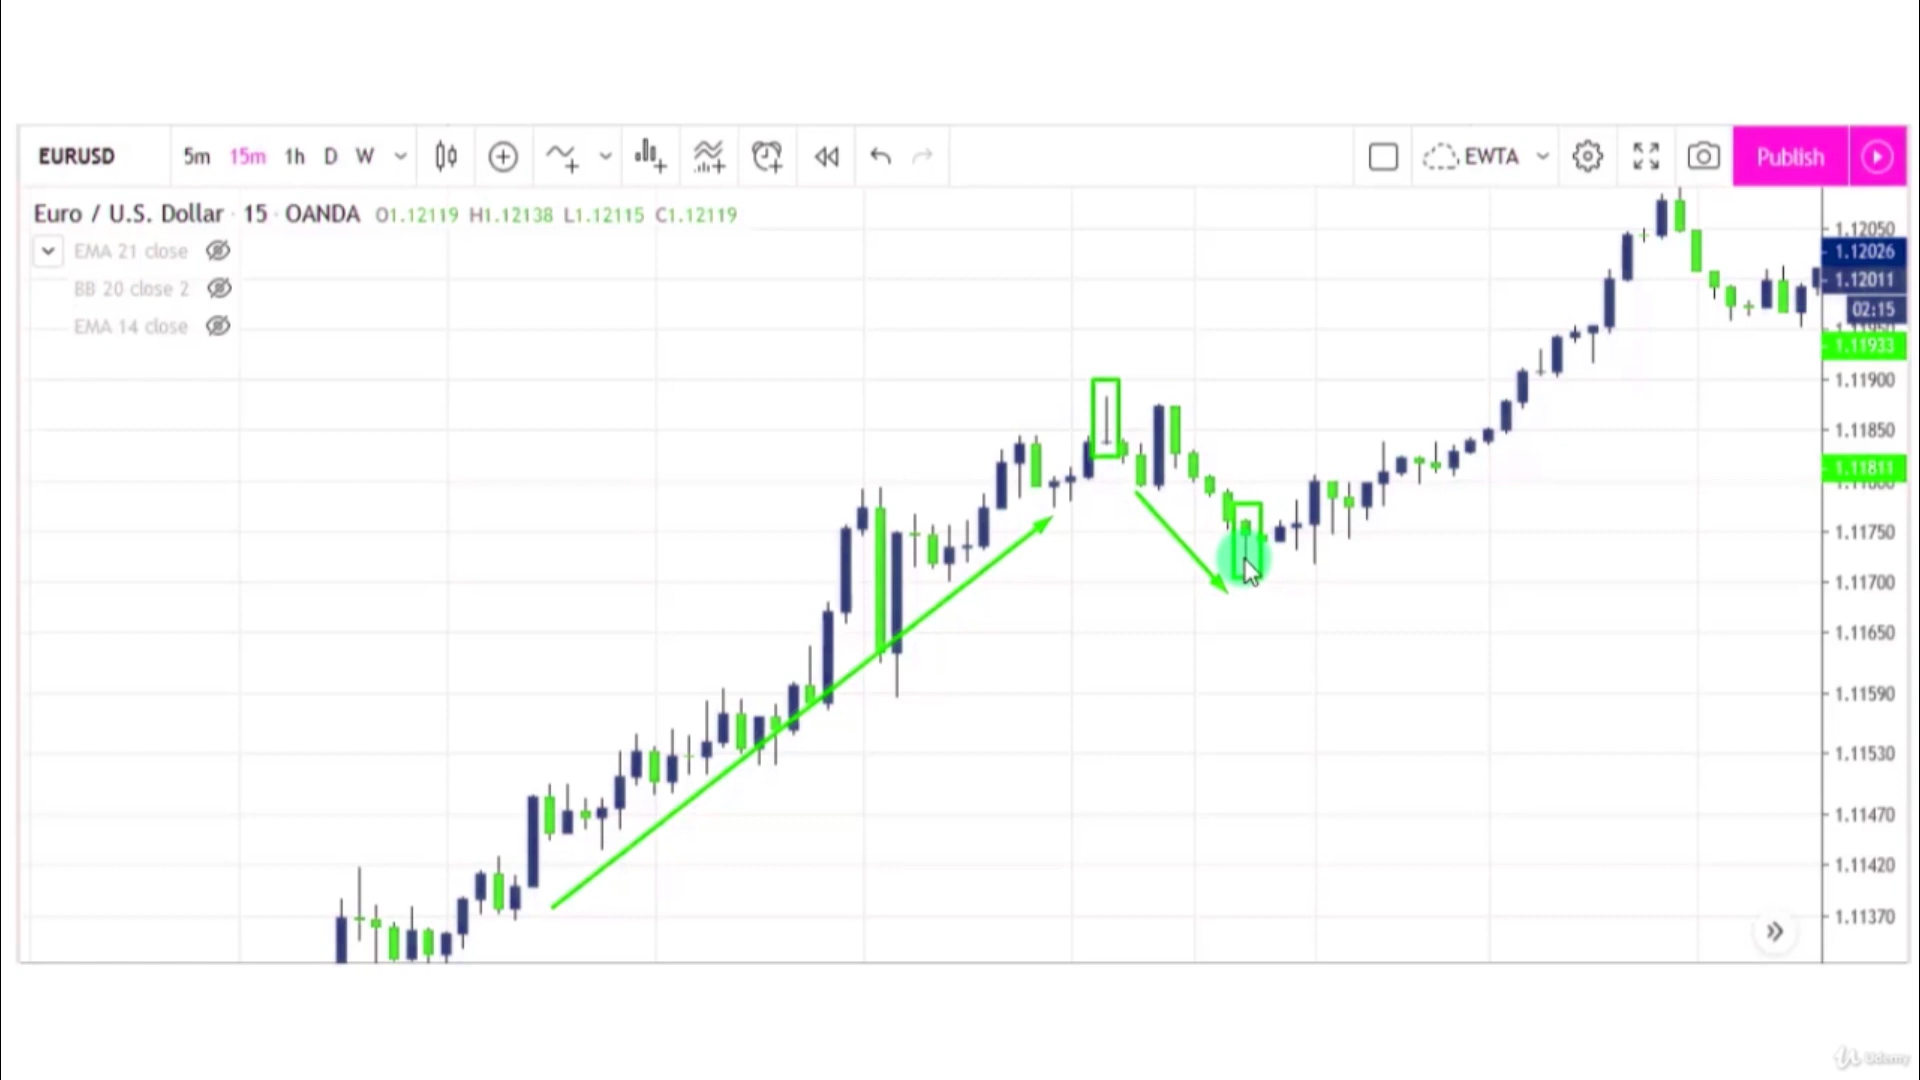 EURUSD 5m 15m 1h D W EWTA Publish
Euro / U.S. Dollar · 15 · OANDA O1.12119 H1.12138 L1.12115 C1.12119
EMA 21 close
BB 20 close 2
EMA 14 close
1.12050
1.12026
1.12011
02:15
1.11933
1.11900
1.11850
1.11811
1.11800
1.11750
1.11700
1.11650
1.11590
1.11530
1.11470
1.11420
1.11370
Udemy